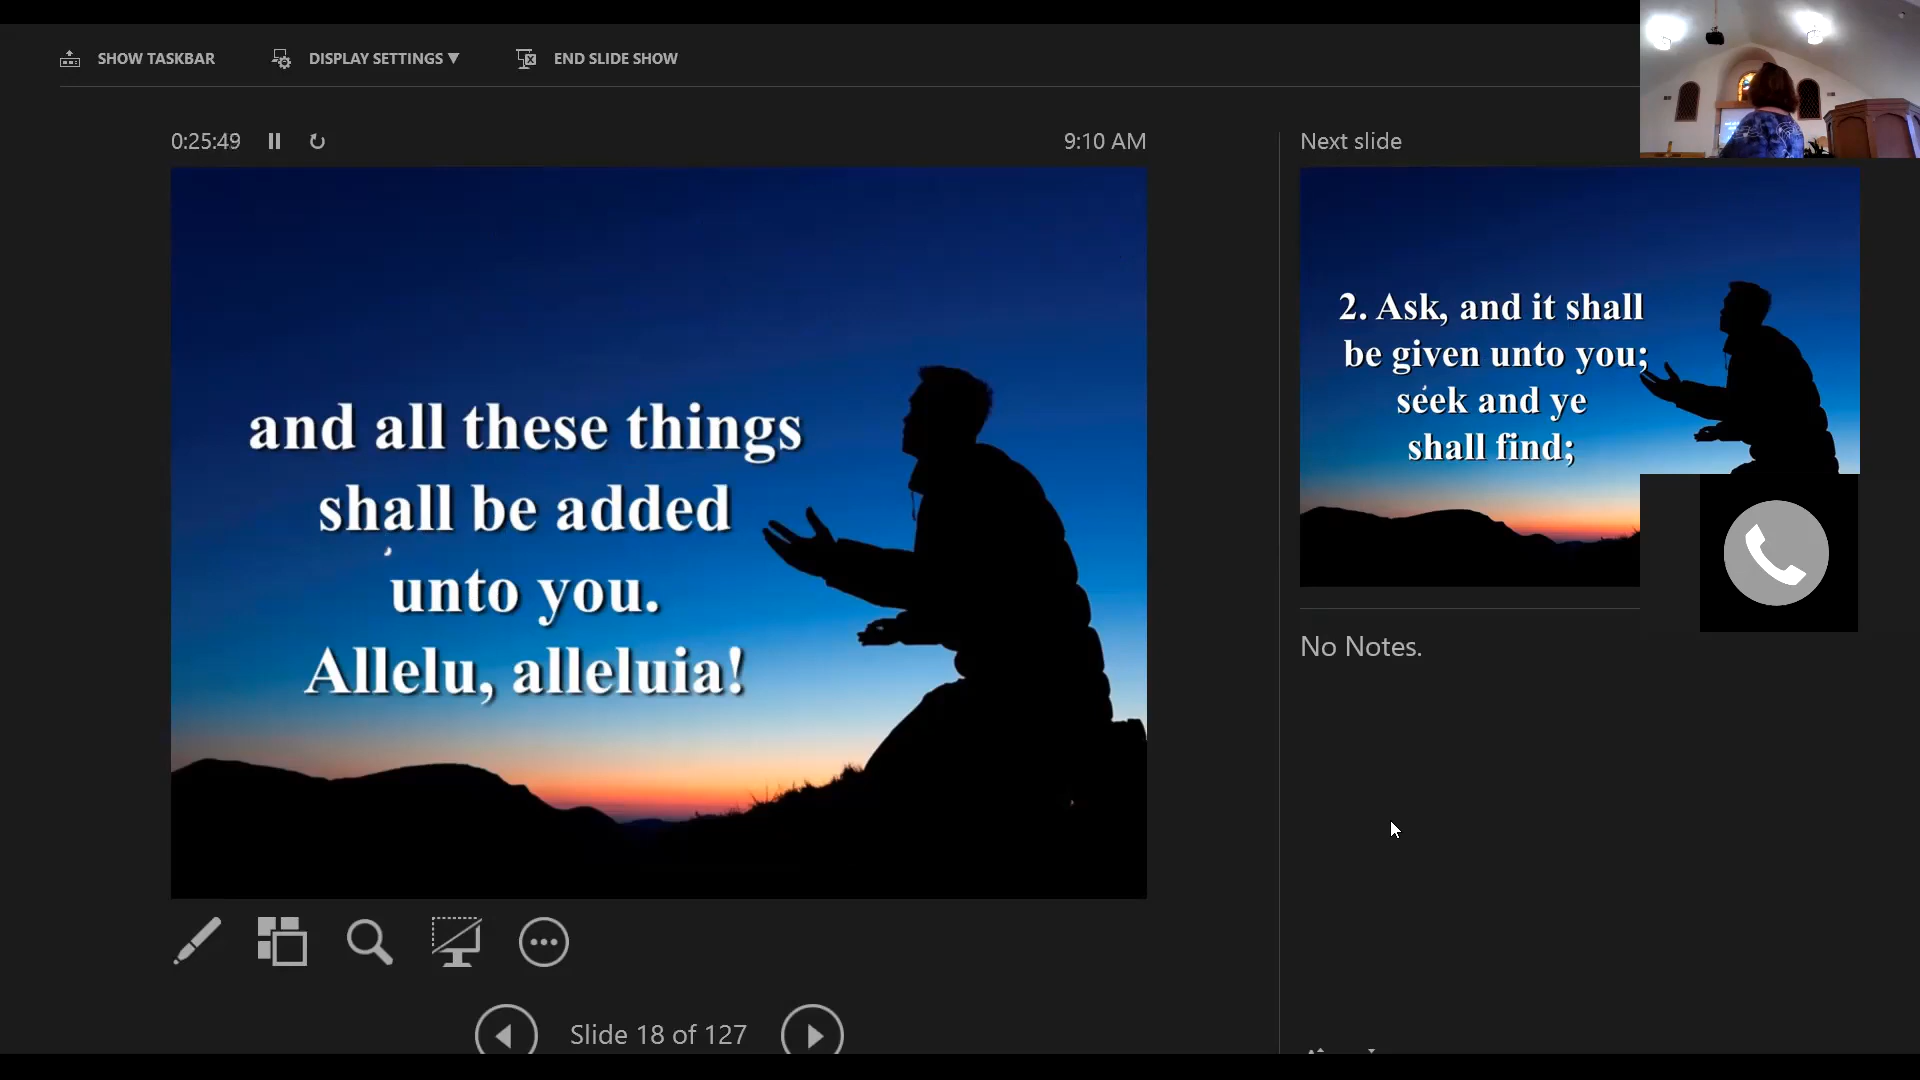 SHOW TASKBAR
DISPLAY SETTINGS ▼
END SLIDE SHOW
0:25:49
9:10 AM
and all these things
shall be added
unto you.
Allelu, alleluia!
Slide 18 of 127
Next slide
2. Ask, and it shall
be given unto you;
seek and ye
shall find;
No Notes.